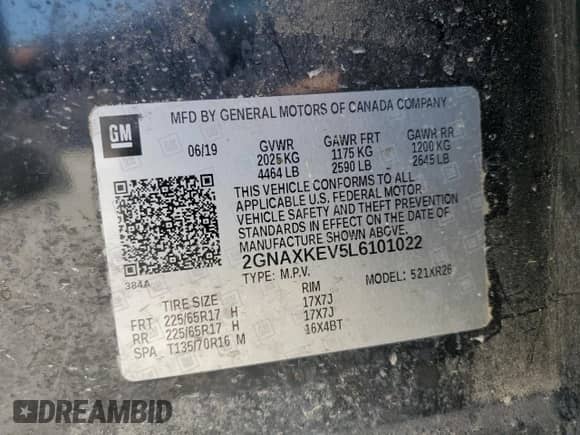 MFD BY GENERAL MOTORS OF CANADA COMPANY
GM
06/19 GVWR GAWR FRT GAWR RR
2025 KG 1175 KG 1200 KG
4464 LB 2590 LB 2645 LB
THIS VEHICLE CONFORMS TO ALL
APPLICABLE U.S. FEDERAL MOTOR
VEHICLE SAFETY AND THEFT PREVENTION
STANDARDS IN EFFECT ON THE DATE OF
MANUFACTURE SHOWN ABOVE.
2GNAXKEV5L6101022
TYPE: M.P.V. MODEL: 521XR26
384A
TIRE SIZE RIM
FRT 225/65R17 H 17X7J
RR 225/65R17 H 17X7J
SPA T135/70R16 M 16X4BT
DREAMBID